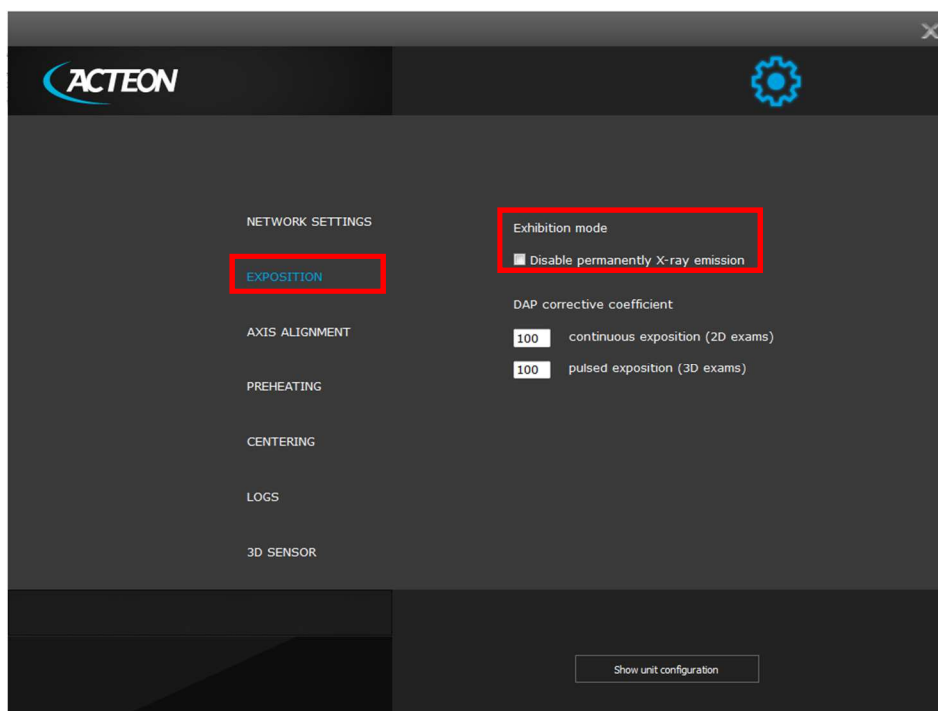 X
ACTEON
NETWORK SETTINGS
EXPOSITION
AXIS ALIGNMENT
PREHEATING
CENTERING
LOGS
3D SENSOR
Exhibition mode
Disable permanently X-ray emission
DAP corrective coefficient
100 continuous exposition (2D exams)
100 pulsed exposition (3D exams)
Show unit configuration